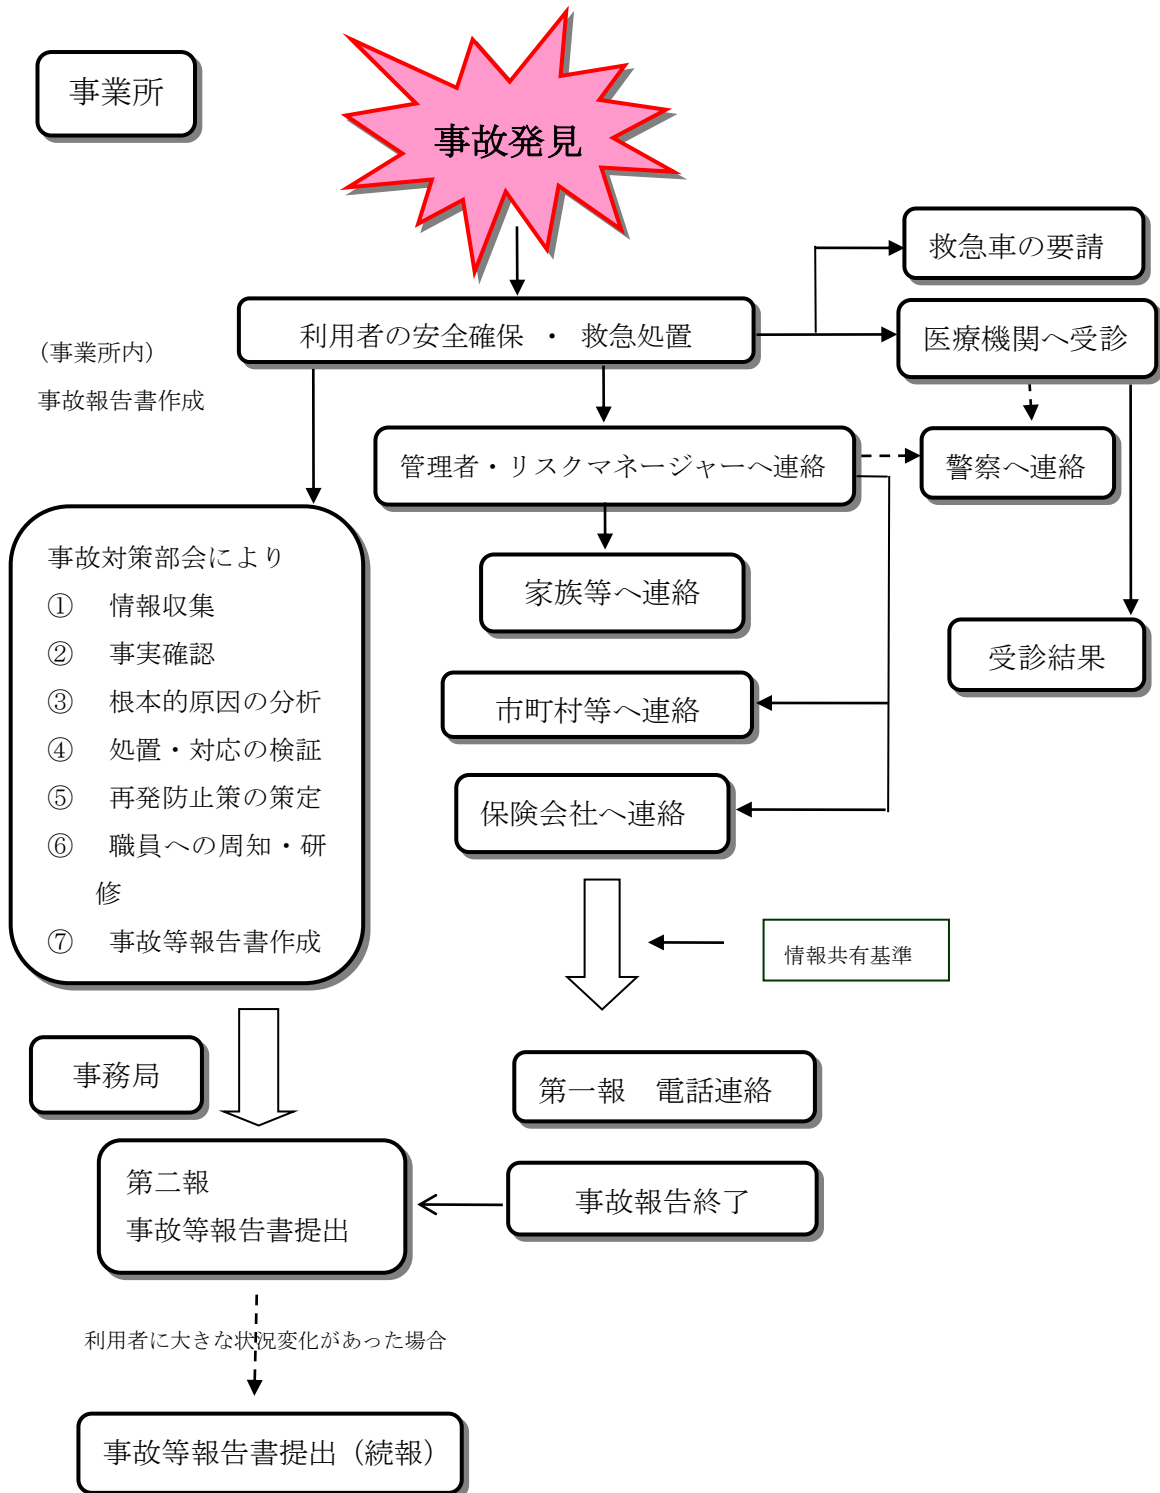 事業所
事故発見
救急車の要請
利用者の安全確保 ・ 救急処置
医療機関へ受診
（事業所内）
事故報告書作成
管理者・リスクマネージャーへ連絡
警察へ連絡
事故対策部会により
① 情報収集
② 事実確認
③ 根本的原因の分析
④ 処置・対応の検証
⑤ 再発防止策の策定
⑥ 職員への周知・研
修
⑦ 事故等報告書作成
家族等へ連絡
受診結果
市町村等へ連絡
保険会社へ連絡
情報共有基準
事務局
第一報　電話連絡
第二報
事故等報告書提出
事故報告終了
利用者に大きな状況変化があった場合
事故等報告書提出（続報）